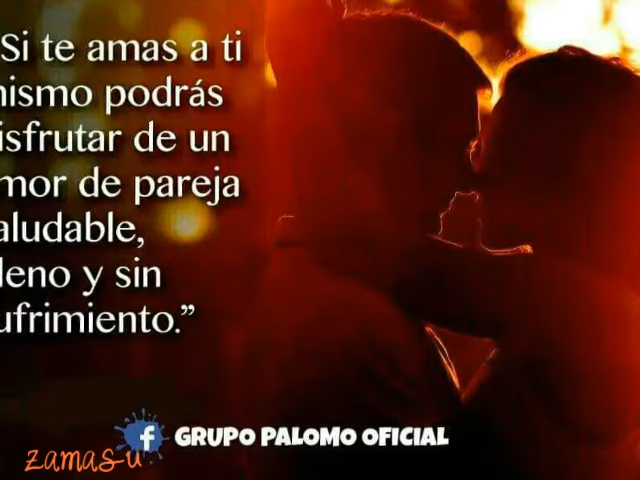 Si te amas a ti
mismo podrás
isfrutar de un
mor de pareja
aludable,
leno y sin
ufrimiento.”
f GRUPO PALOMO OFICIAL
zamas-u